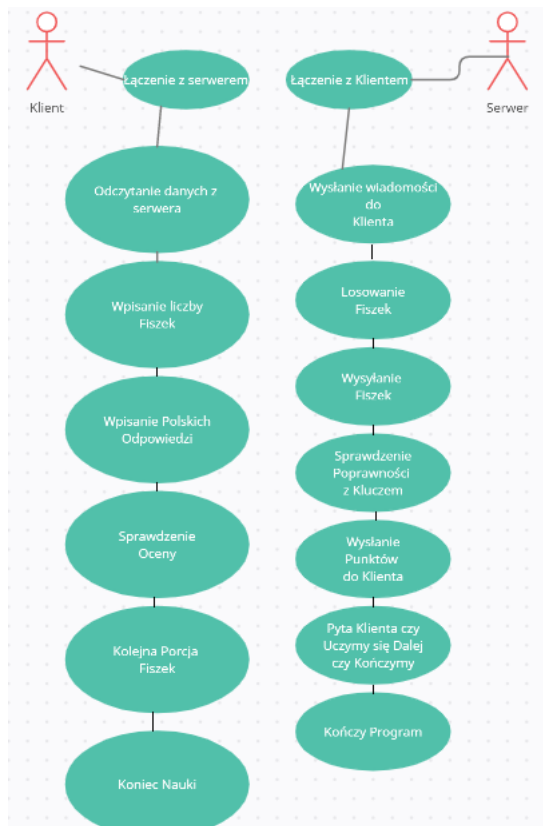 Klient
Łączenie z serwerem
Odczytanie danych z
serwera
Wpisanie liczby
Fiszek
Wpisanie Polskich
Odpowiedzi
Sprawdzenie
Oceny
Kolejna Porcja
Fiszek
Koniec Nauki
Serwer
Łączenie z Klientem
Wysłanie wiadomości
do
Klienta
Losowanie
Fiszek
Wysyłanie
Fiszek
Sprawdzenie
Poprawności
z Kluczem
Wysłanie
Punktów
do Klienta
Pyta Klienta czy
Uczymy się Dalej
czy Kończymy
Kończy Program